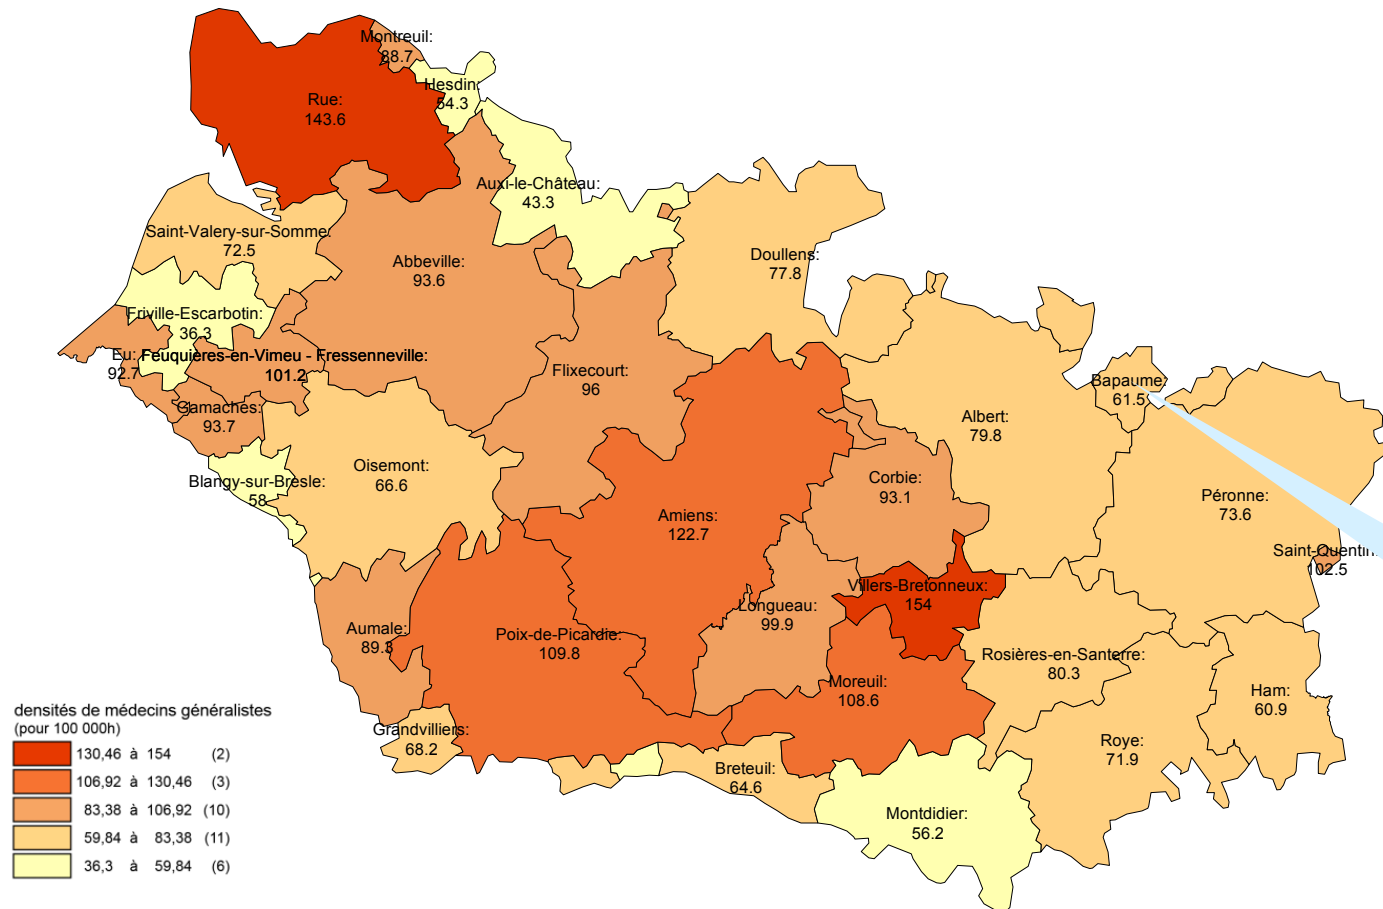 Montreuil:
88.7
Hesdin:
54.3
Rue:
143.6
Auxi-le-Château:
43.3
Saint-Valery-sur-Somme:
72.5
Abbeville:
93.6
Doullens:
77.8
Friville-Escarbotin:
36.3
Eu:
92.7
Feuquières-en-Vimeu - Fressenneville:
101.2
Flixecourt:
96
Bapaume:
61.5
Gamaches:
93.7
Albert:
79.8
Oisemont:
66.6
Blangy-sur-Bresle:
58
Corbie:
93.1
Péronne:
73.6
Amiens:
122.7
Saint-Quentin:
102.5
Villers-Bretonneux:
154
Longueau:
99.9
Aumale:
89.3
Poix-de-Picardie:
109.8
Rosières-en-Santerre:
80.3
Moreuil:
108.6
Ham:
60.9
Grandvilliers:
68.2
Roye:
71.9
Breteuil:
64.6
Montdidier:
56.2
densités de médecins généralistes
(pour 100 000h)
130,46 à 154 (2)
106,92 à 130,46 (3)
83,38 à 106,92 (10)
59,84 à 83,38 (11)
36,3 à 59,84 (6)